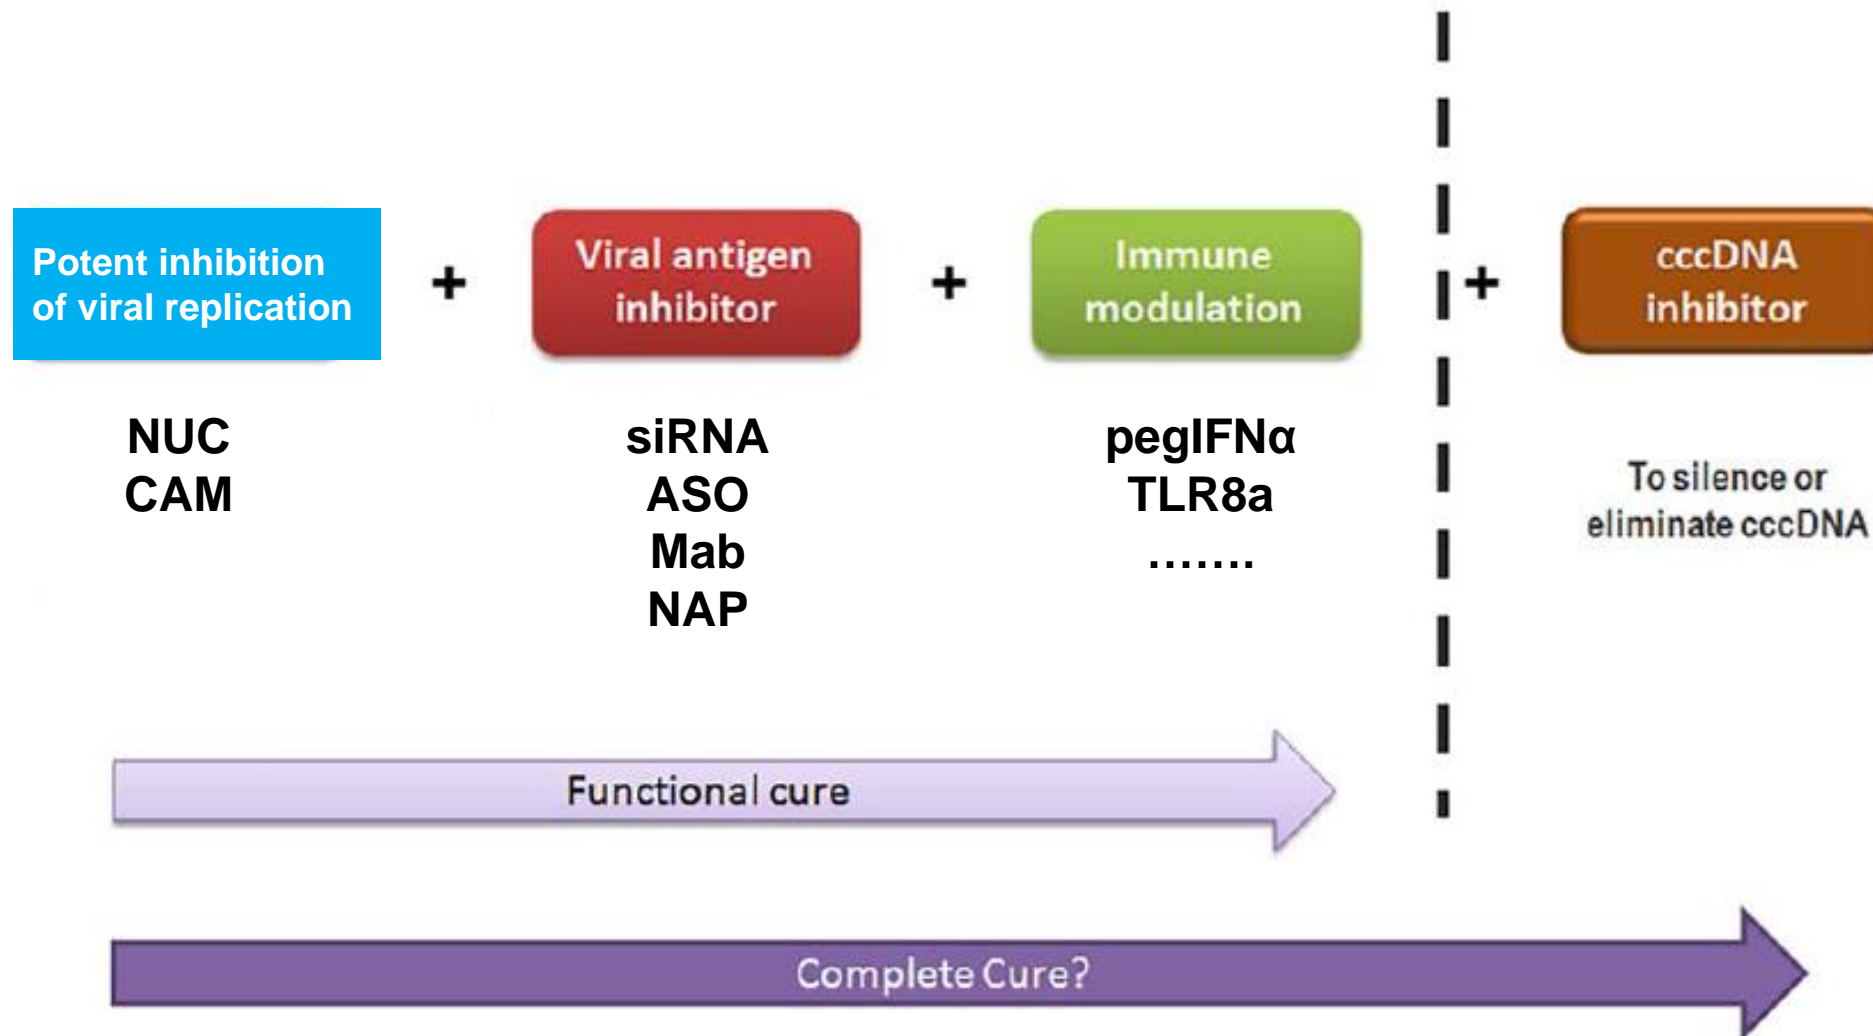 Potent inhibition
of viral replication
+
Viral antigen
inhibitor
+
Immune
modulation
+
cccDNA
inhibitor
NUC
CAM
siRNA
ASO
Mab
NAP
pegIFNα
TLR8a
.......
To silence or
eliminate cccDNA
Functional cure
Complete Cure?